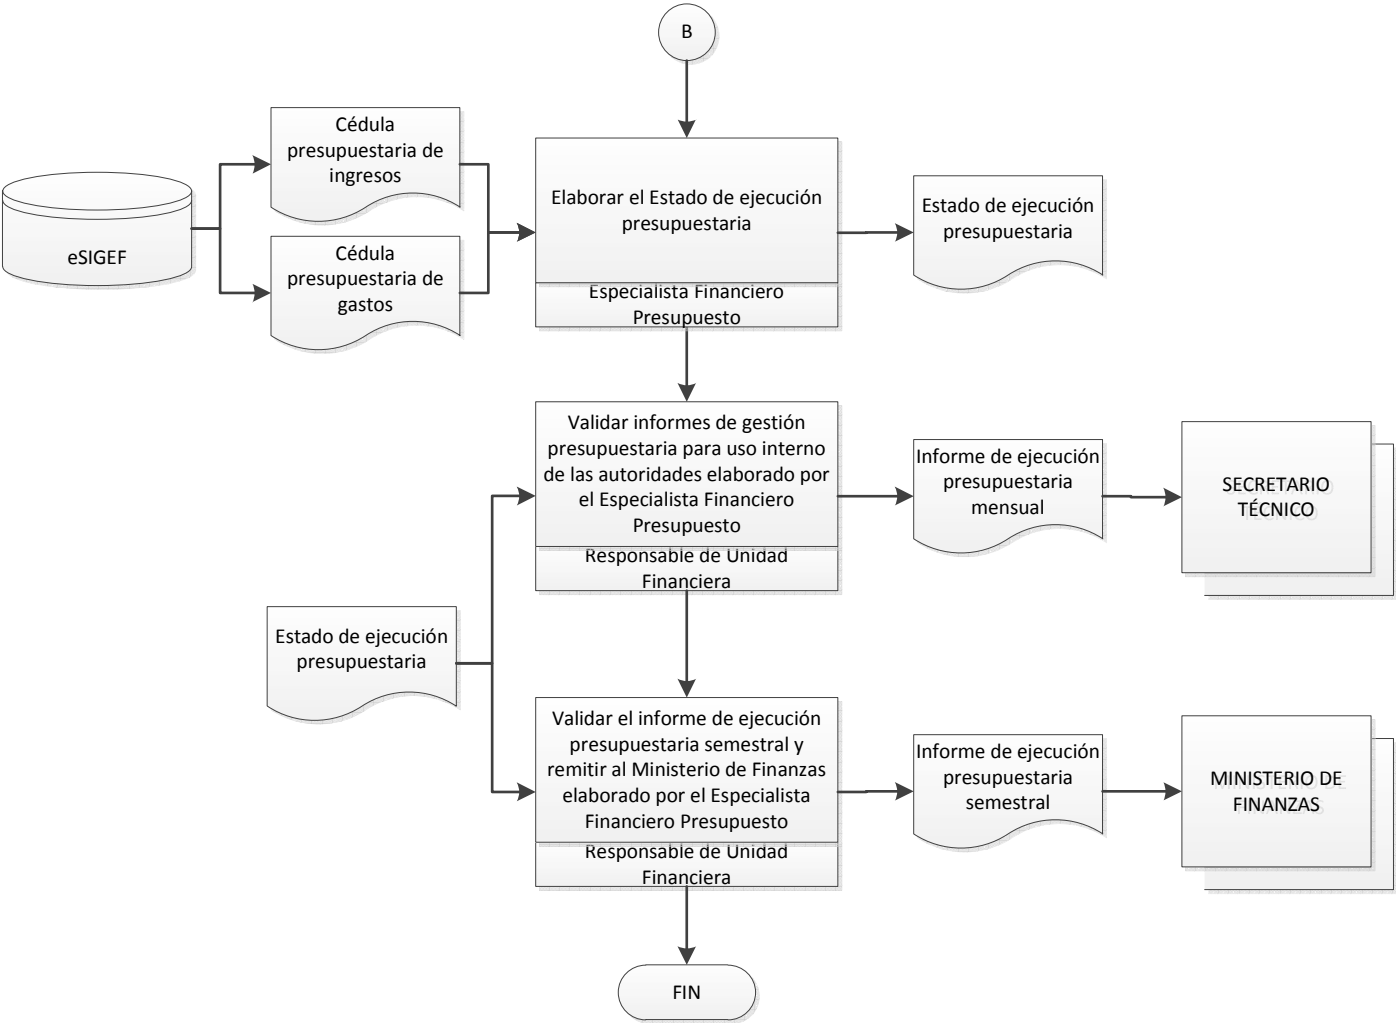 B
Cédula
presupuestaria de
ingresos
eSIGEF
Cédula
presupuestaria de
gastos
Elaborar el Estado de ejecución
presupuestaria
Especialista Financiero
Presupuesto
Estado de ejecución
presupuestaria
Validar informes de gestión
presupuestaria para uso interno
de las autoridades elaborado por
el Especialista Financiero
Presupuesto
Responsable de Unidad
Financiera
Informe de ejecución
presupuestaria
mensual
SECRETARIO
TÉCNICO
Estado de ejecución
presupuestaria
Validar el informe de ejecución
presupuestaria semestral y
remitir al Ministerio de Finanzas
elaborado por el Especialista
Financiero Presupuesto
Responsable de Unidad
Financiera
Informe de ejecución
presupuestaria
semestral
MINISTERIO DE
FINANZAS
FIN